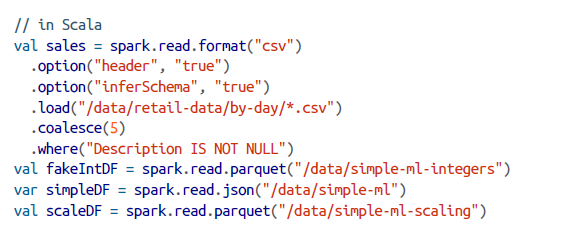 // in Scala
val sales = spark.read.format("csv")
  .option("header", "true")
  .option("inferSchema", "true")
  .load("/data/retail-data/by-day/*.csv")
  .coalesce(5)
  .where("Description IS NOT NULL")
val fakeIntDF = spark.read.parquet("/data/simple-ml-integers")
var simpleDF = spark.read.json("/data/simple-ml")
val scaleDF = spark.read.parquet("/data/simple-ml-scaling")